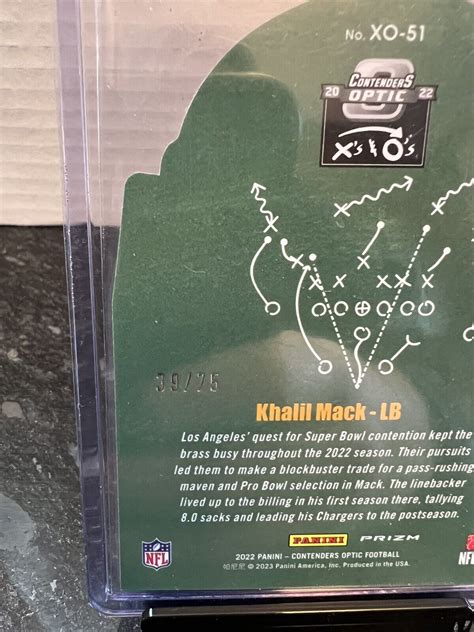 No. XO-51
CONTENDERS
OPTIC
20 22
X's & O's
39/75
Khalil Mack - LB
Los Angeles' quest for Super Bowl contention kept the
brass busy throughout the 2022 season. Their pursuits
led them to make a blockbuster trade for a pass-rushing
maven and Pro Bowl selection in Mack. The linebacker
lived up to the billing in his first season there, tallying
8.0 sacks and leading his Chargers to the postseason.
NFL
PANINI
PRIZM
2022 PANINI – CONTENDERS OPTIC FOOTBALL
© 2023 Panini America, Inc. Produced in the USA.
NFL